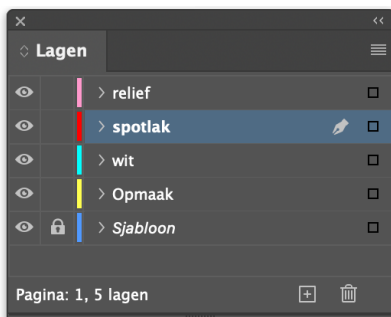 Lagen
relief
spotlak
wit
Opmaak
Sjabloon
Pagina: 1, 5 lagen